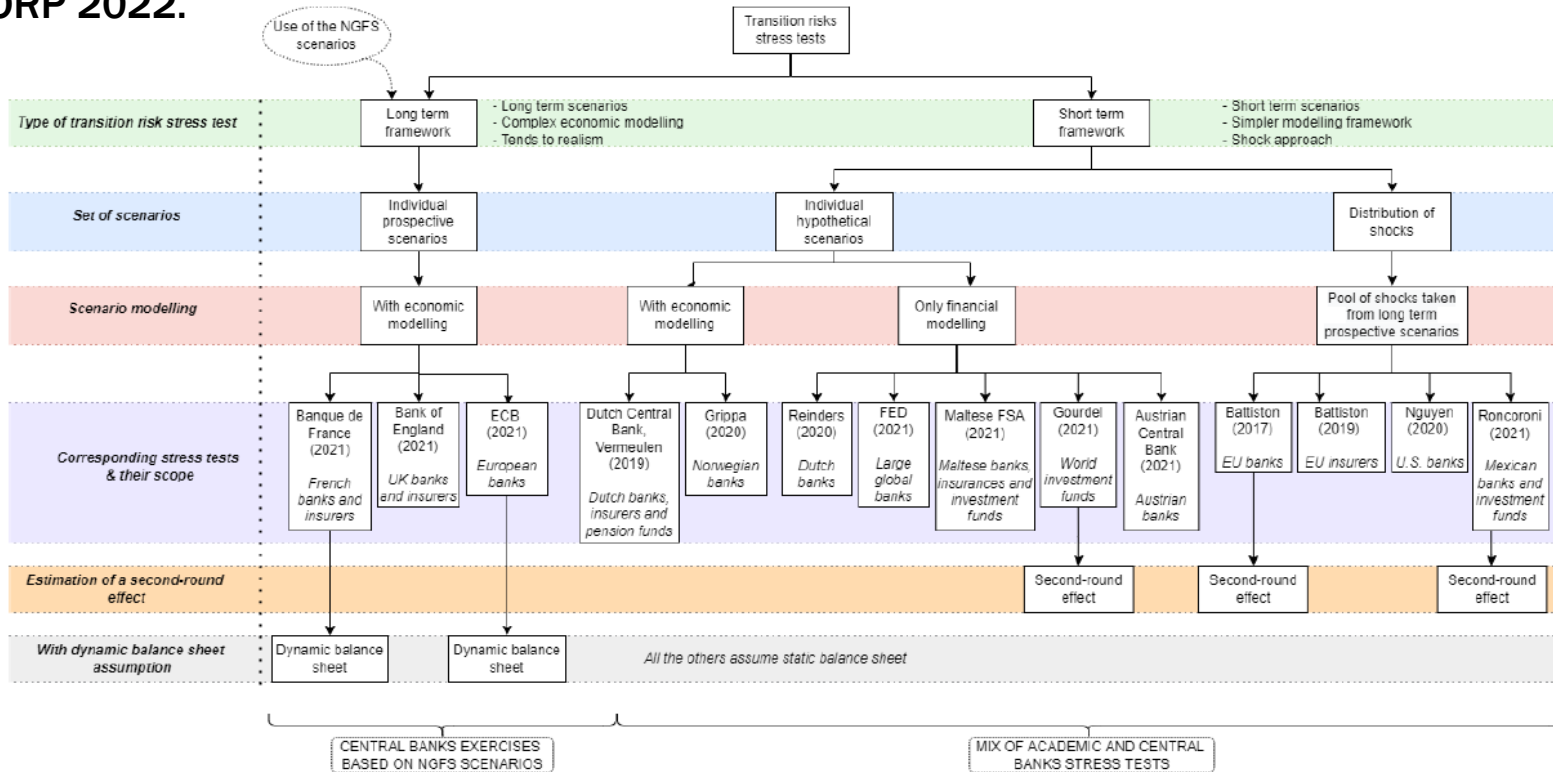 ORP 2022.
Use of the NGFS
scenarios
Transition risks
stress tests
Type of transition risk stress test
Long term
framework
- Long term scenarios
- Complex economic modelling
- Tends to realism
Short term
framework
- Short term scenarios
- Simpler modelling framework
- Shock approach
Set of scenarios
Individual
prospective
scenarios
Individual
hypothetical
scenarios
Distribution of
shocks
Scenario modelling
With economic
modelling
With economic
modelling
Only financial
modelling
Pool of shocks taken
from long term
prospective scenarios
Corresponding stress tests
& their scope
Banque de
France
(2021)
French
banks and
insurers
Bank of
England
(2021)
UK banks
and insurers
ECB
(2021)
European
banks
Dutch Central
Bank,
Vermeulen
(2019)
Dutch banks,
insurers and
pension funds
Grippa
(2020)
Norwegian
banks
Reinders
(2020)
Dutch
banks
FED
(2021)
Large
global
banks
Maltese FSA
(2021)
Maltese banks,
insurances and
investment
funds
Gourdel
(2021)
World
investment
funds
Austrian
Central
Bank
(2021)
Austrian
banks
Battiston
(2017)
EU banks
Battiston
(2019)
EU insurers
Nguyen
(2020)
U.S. banks
Roncoroni
(2021)
Mexican
banks and
investment
funds
Estimation of a second-round
effect
Second-round
effect
Second-round
effect
Second-round
effect
With dynamic balance sheet
assumption
Dynamic balance
sheet
Dynamic balance
sheet
All the others assume static balance sheet
CENTRAL BANKS EXERCISES
BASED ON NGFS SCENARIOS
MIX OF ACADEMIC AND CENTRAL
BANKS STRESS TESTS